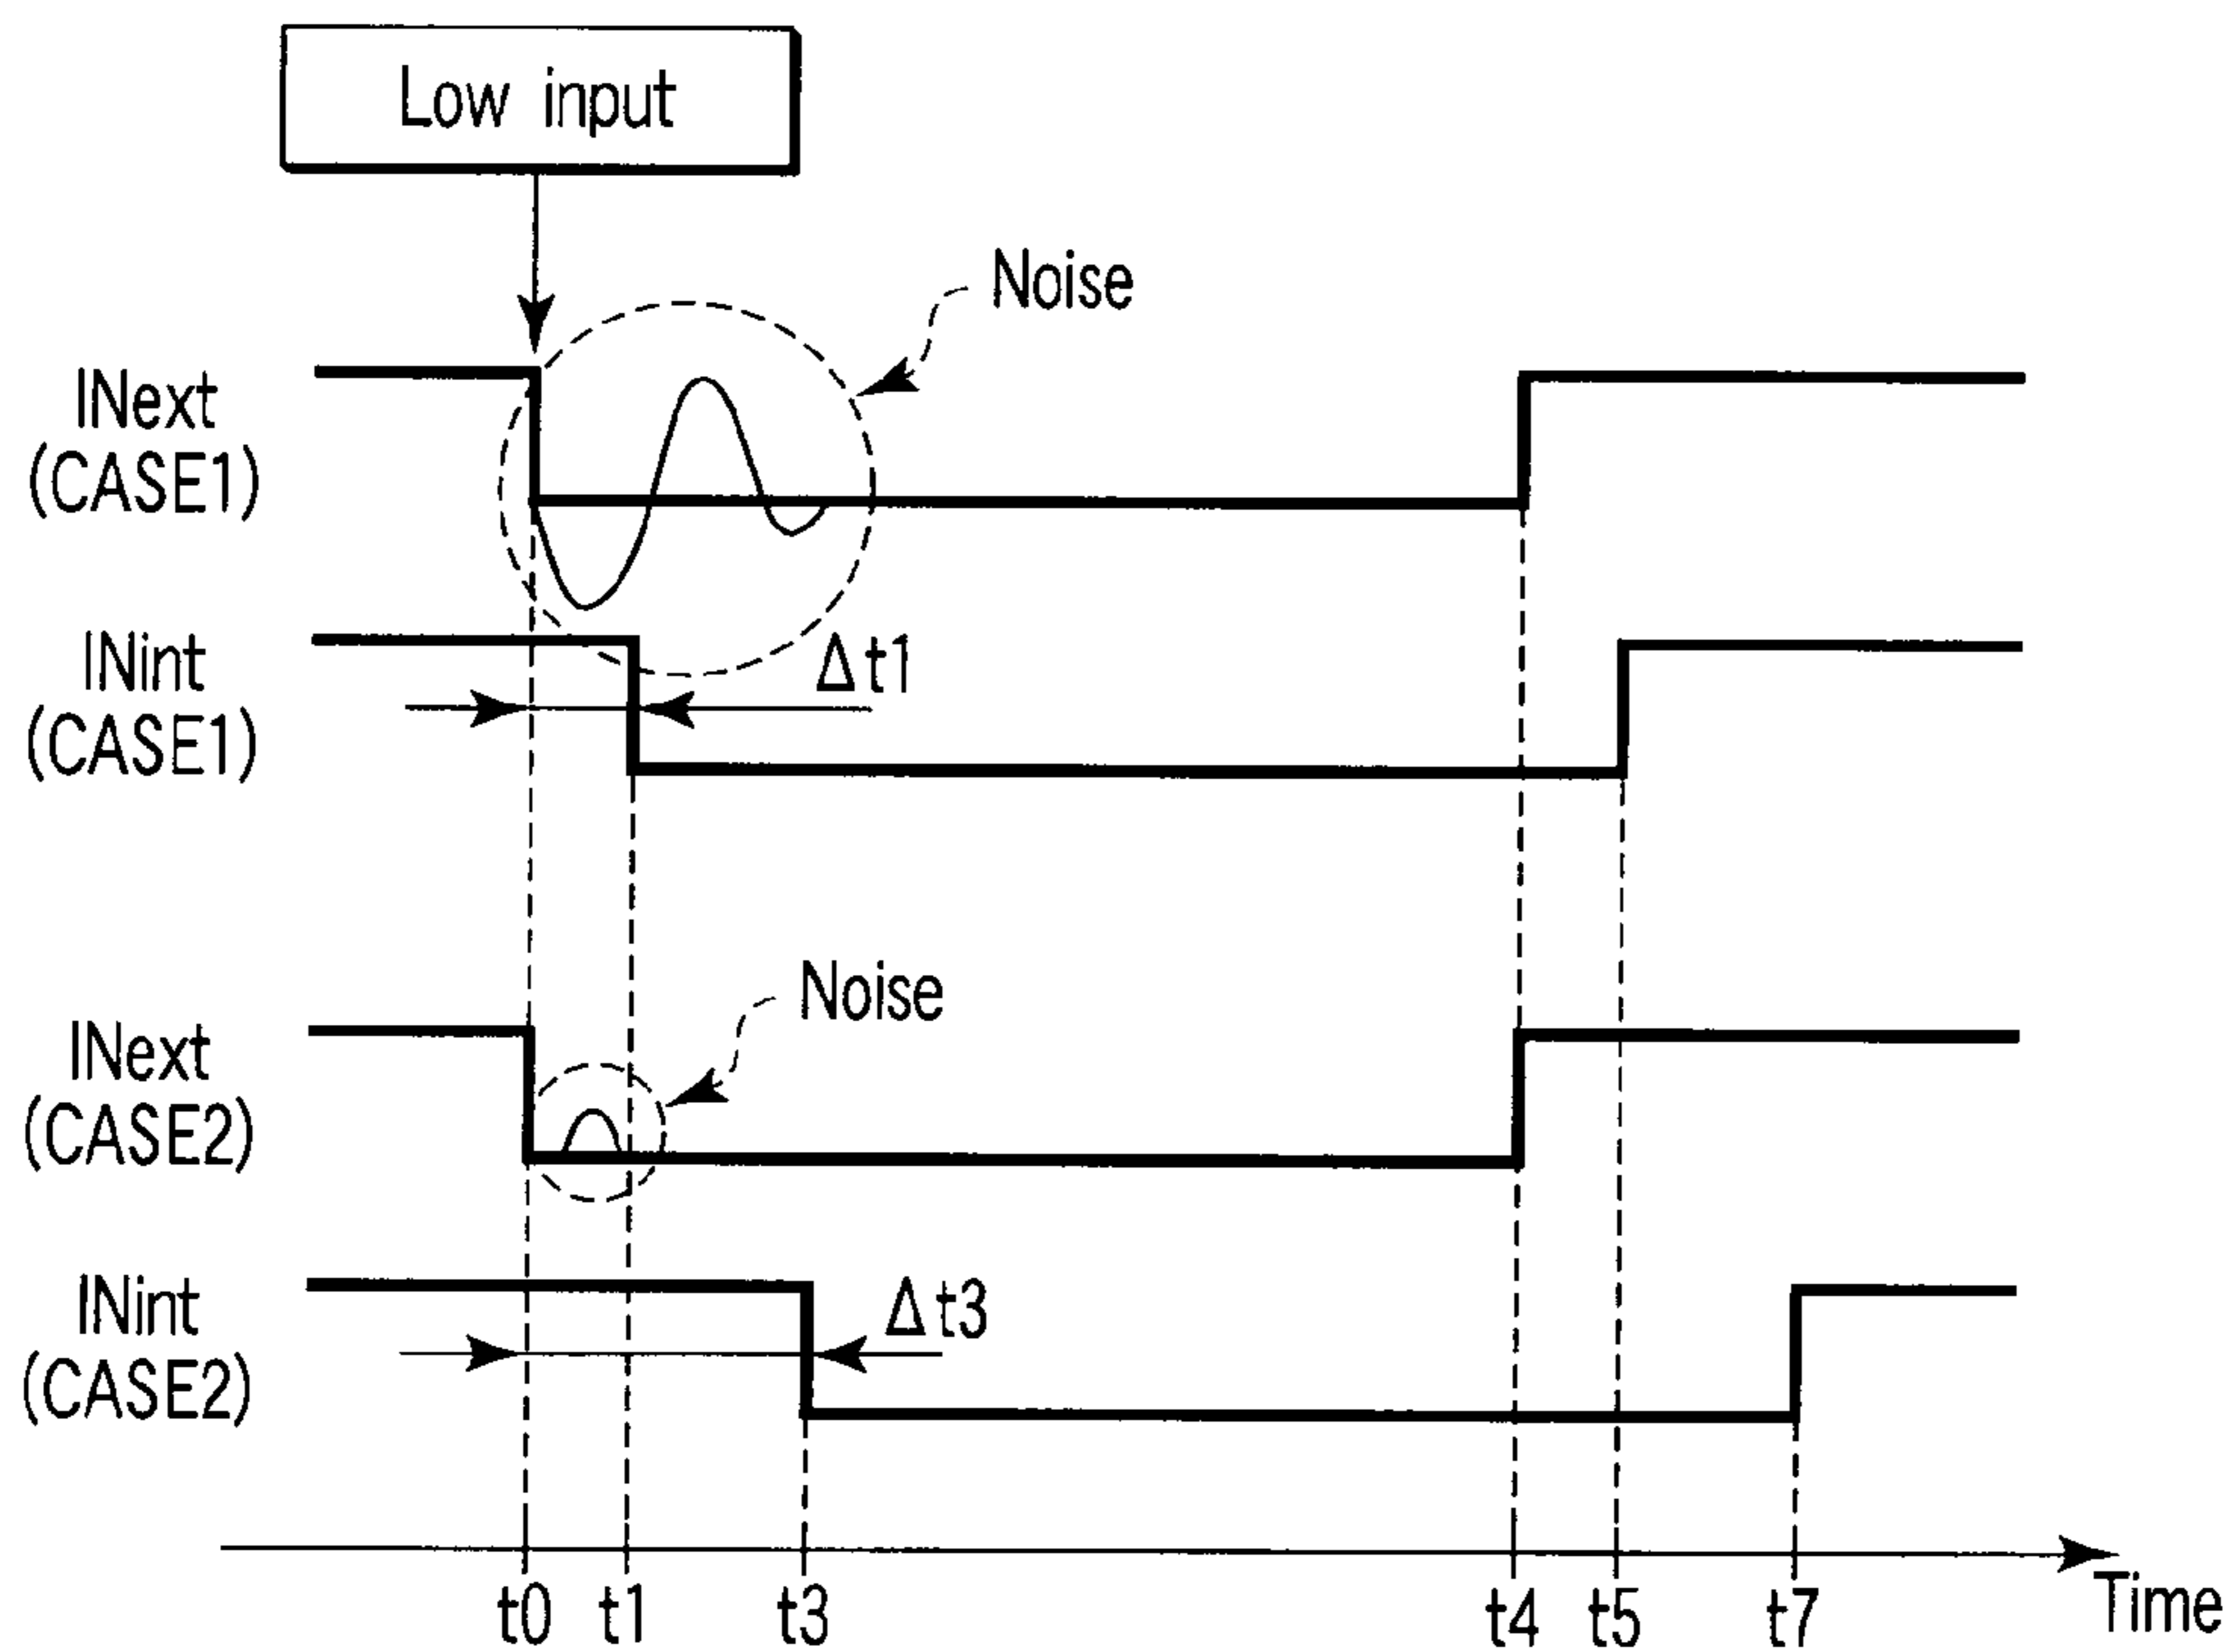 Low input
Noise
INext
(CASE1)
INint
(CASE1)
Δt1
Noise
INext
(CASE2)
INint
(CASE2)
Δt3
t0 t1 t3 t4 t5 t7 Time